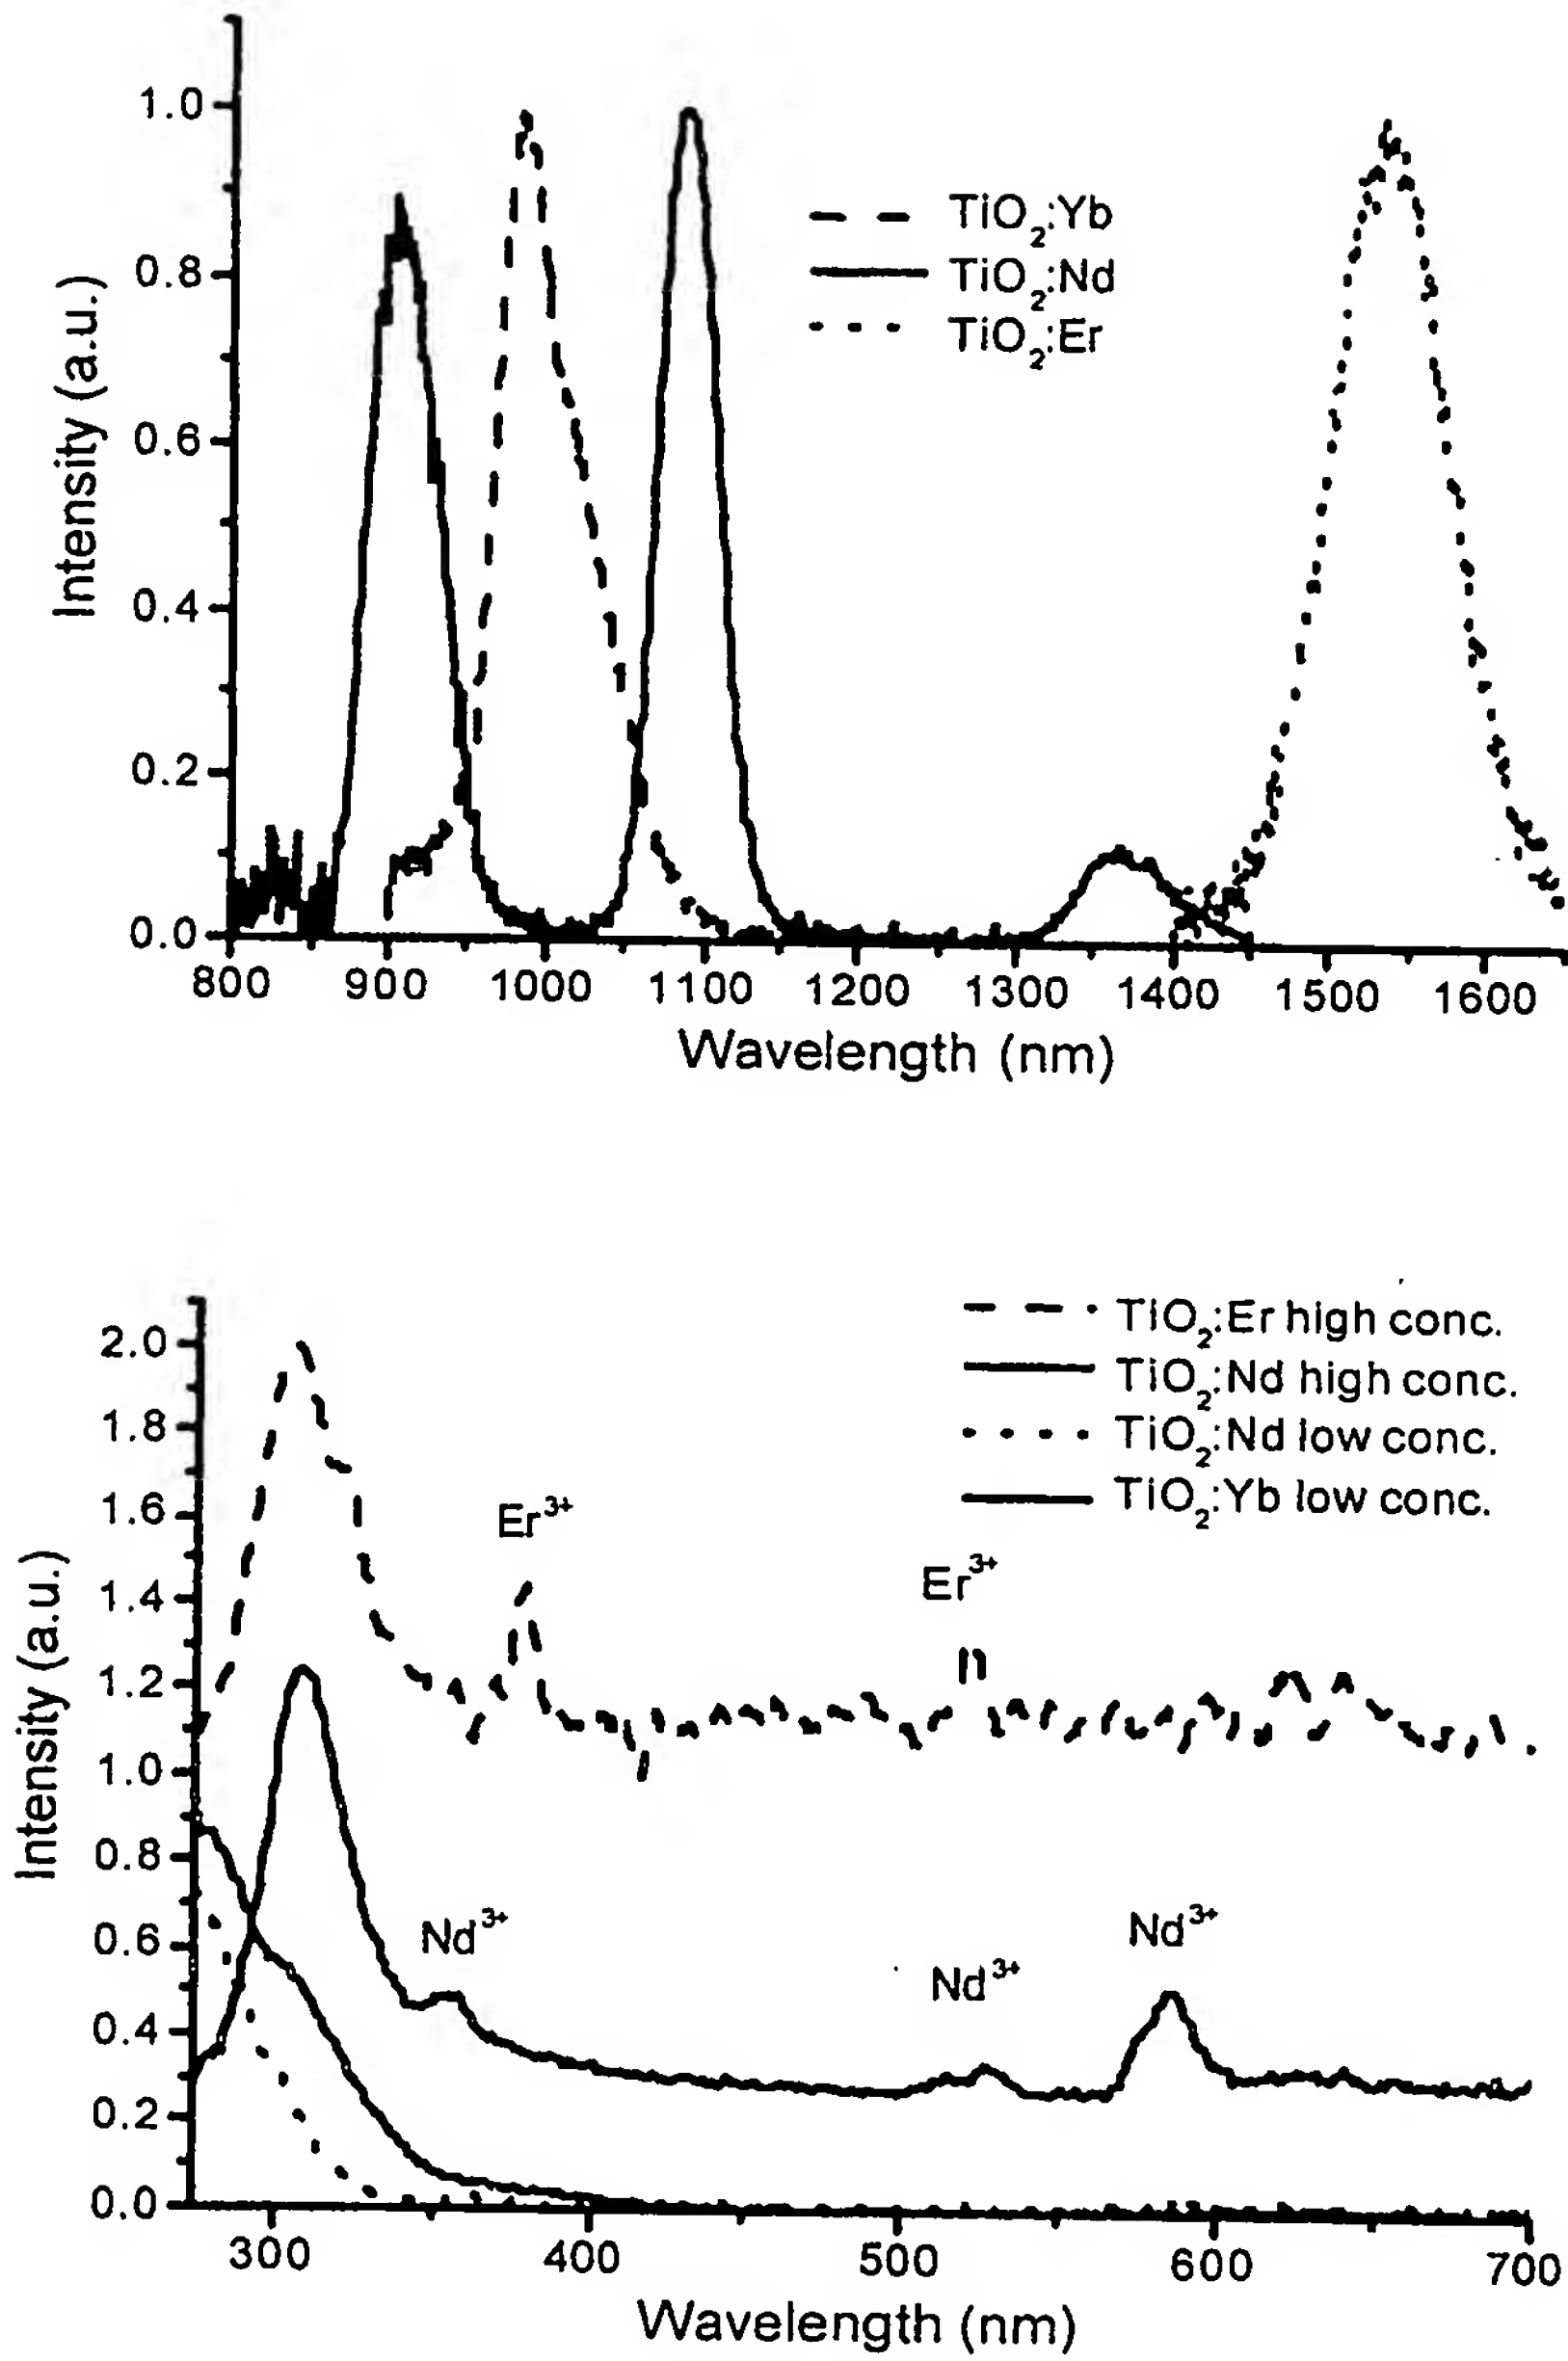 1.0
0.8
0.6
0.4
0.2
0.0
Intensity (a.u.)
TiO2:Yb
TiO2:Nd
TiO2:Er
800 900 1000 1100 1200 1300 1400 1500 1600
Wavelength (nm)
2.0
1.8
1.6
1.4
1.2
1.0
0.8
0.6
0.4
0.2
0.0
Intensity (a.u.)
TiO2:Er high conc.
TiO2:Nd high conc.
TiO2:Nd low conc.
TiO2:Yb low conc.
Er3+
Er3+
Nd3+
Nd3+
Nd3+
300 400 500 600 700
Wavelength (nm)